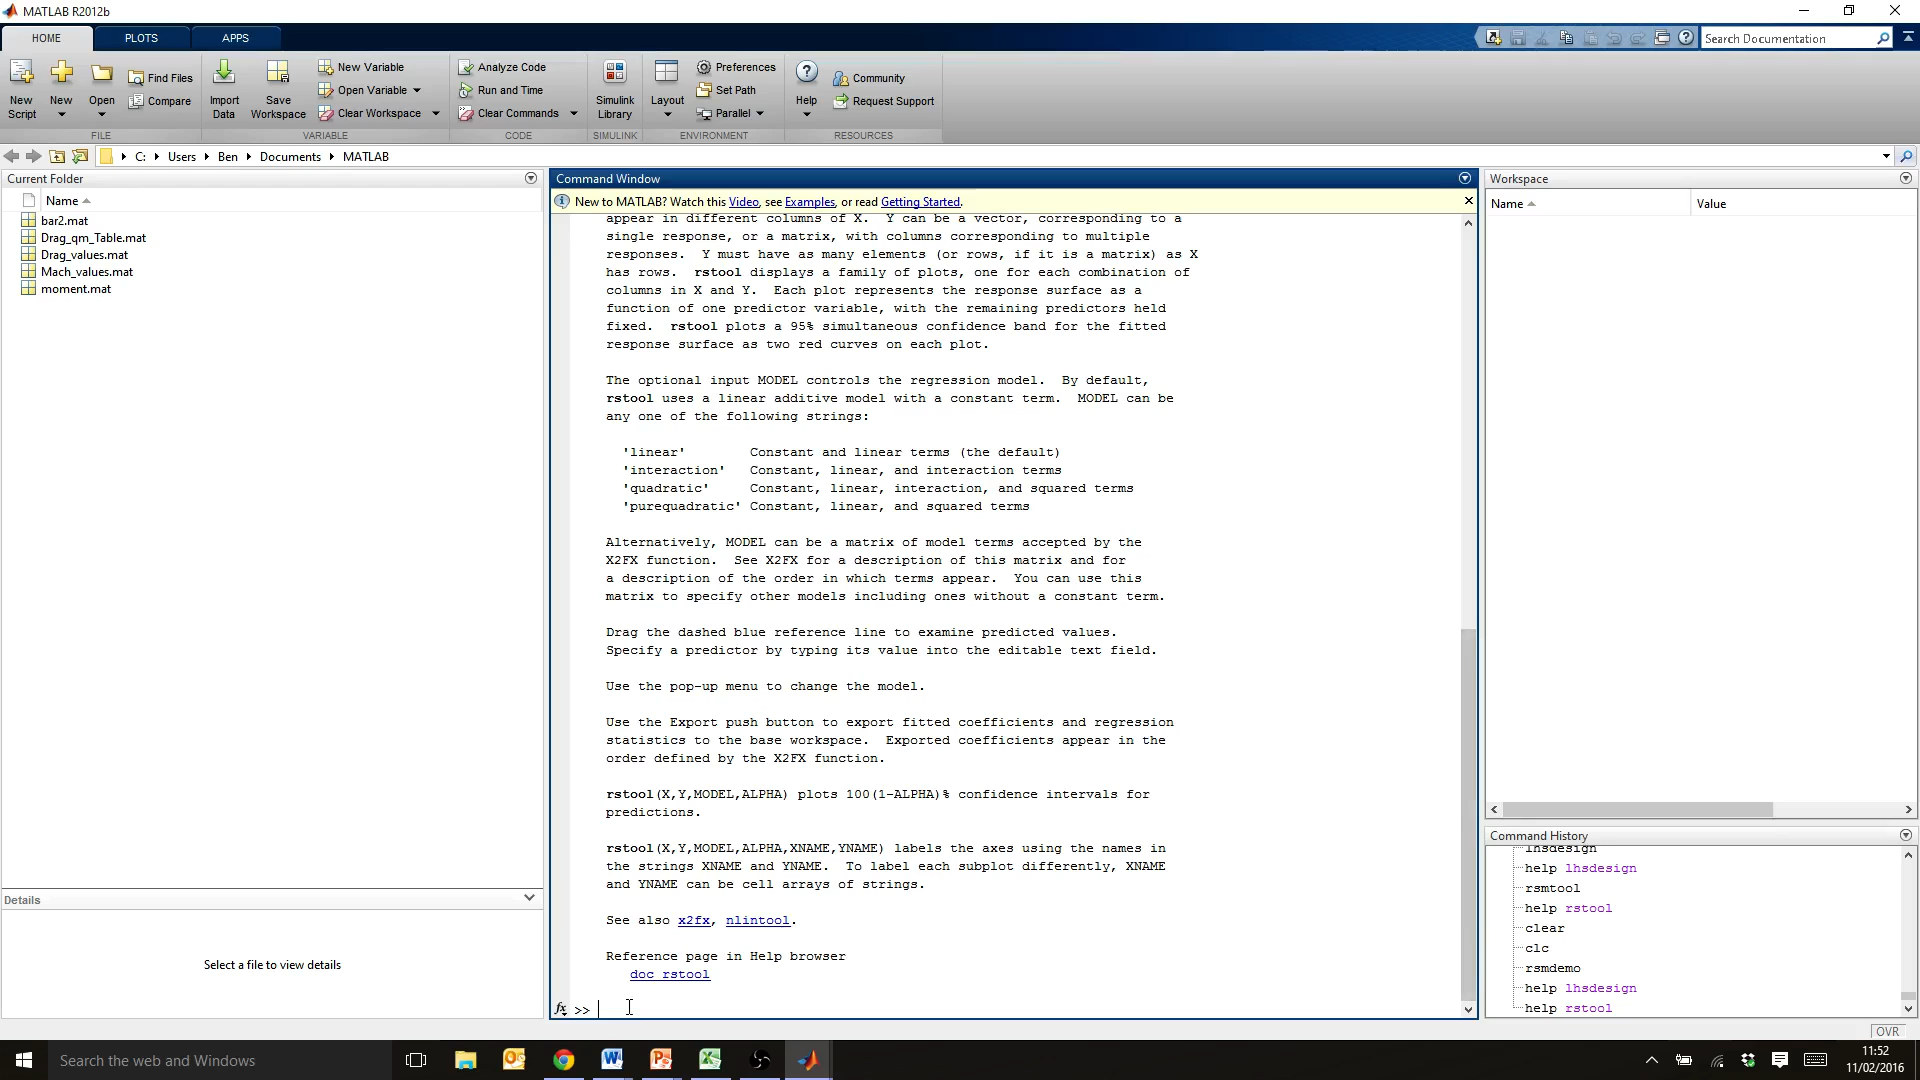 MATLAB R2012b
HOME PLOTS APPS
Search Documentation
New Script
New
Open
Find Files
Compare
FILE
Import Data
Save Workspace
New Variable
Open Variable
Clear Workspace
VARIABLE
Analyze Code
Run and Time
Clear Commands
CODE
Simulink Library
SIMULINK
Layout
Preferences
Set Path
Parallel
ENVIRONMENT
Help
Community
Request Support
RESOURCES
C: Users Ben Documents MATLAB
Current Folder
Name
bar2.mat
Drag_qm_Table.mat
Drag_values.mat
Mach_values.mat
moment.mat
Details
Select a file to view details
Command Window
New to MATLAB? Watch this Video, see Examples, or read Getting Started.
appear in different columns of X.  Y can be a vector, corresponding to a
single response, or a matrix, with columns corresponding to multiple
responses.  Y must have as many elements (or rows, if it is a matrix) as X
has rows.  rstool displays a family of plots, one for each combination of
columns in X and Y.  Each plot represents the response surface as a
function of one predictor variable, with the remaining predictors held
fixed.  rstool plots a 95% simultaneous confidence band for the fitted
response surface as two red curves on each plot.
The optional input MODEL controls the regression model.  By default,
rstool uses a linear additive model with a constant term.  MODEL can be
any one of the following strings:
'linear'        Constant and linear terms (the default)
'interaction'   Constant, linear, and interaction terms
'quadratic'     Constant, linear, interaction, and squared terms
'purequadratic' Constant, linear, and squared terms
Alternatively, MODEL can be a matrix of model terms accepted by the
X2FX function.  See X2FX for a description of this matrix and for
a description of the order in which terms appear.  You can use this
matrix to specify other models including ones without a constant term.
Drag the dashed blue reference line to examine predicted values.
Specify a predictor by typing its value into the editable text field.
Use the pop-up menu to change the model.
Use the Export push button to export fitted coefficients and regression
statistics to the base workspace.  Exported coefficients appear in the
order defined by the X2FX function.
rstool(X,Y,MODEL,ALPHA) plots 100(1-ALPHA)% confidence intervals for
predictions.
rstool(X,Y,MODEL,ALPHA,XNAME,YNAME) labels the axes using the names in
the strings XNAME and YNAME.  To label each subplot differently, XNAME
and YNAME can be cell arrays of strings.
See also x2fx, nlintool.
Reference page in Help browser
doc rstool
fx >>
Workspace
Name Value
Command History
lhsdesign
help lhsdesign
rsmtool
help rstool
clear
clc
rsmdemo
help lhsdesign
help rstool
OVR
Search the web and Windows
11:52
11/02/2016